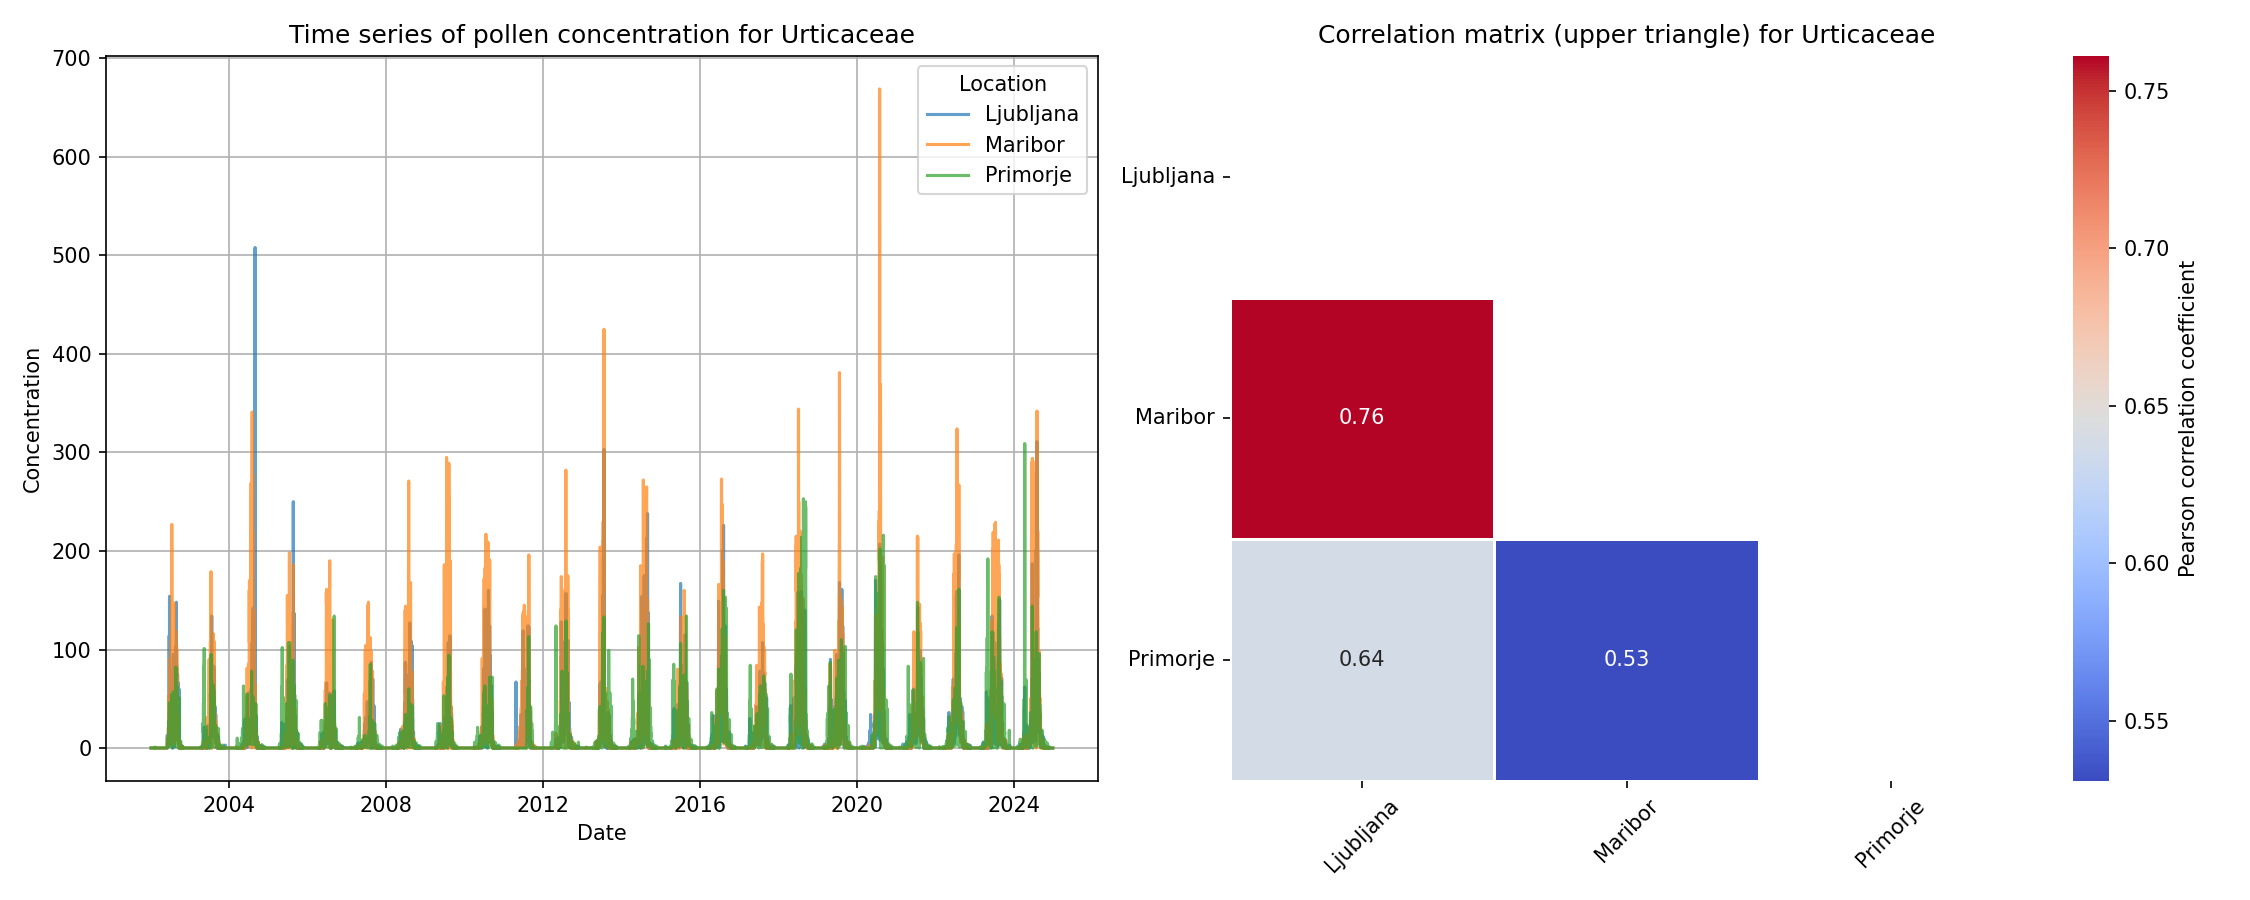 Time series of pollen concentration for Urticaceae
700
600
500
400
300
200
100
0
Concentration
2004 2008 2012 2016 2020 2024
Date
Location
Ljubljana
Maribor
Primorje
Correlation matrix (upper triangle) for Urticaceae
Ljubljana
Maribor
Primorje
0.76
0.64 0.53
Ljubljana Maribor Primorje
0.75
0.70
0.65
0.60
0.55
Pearson correlation coefficient